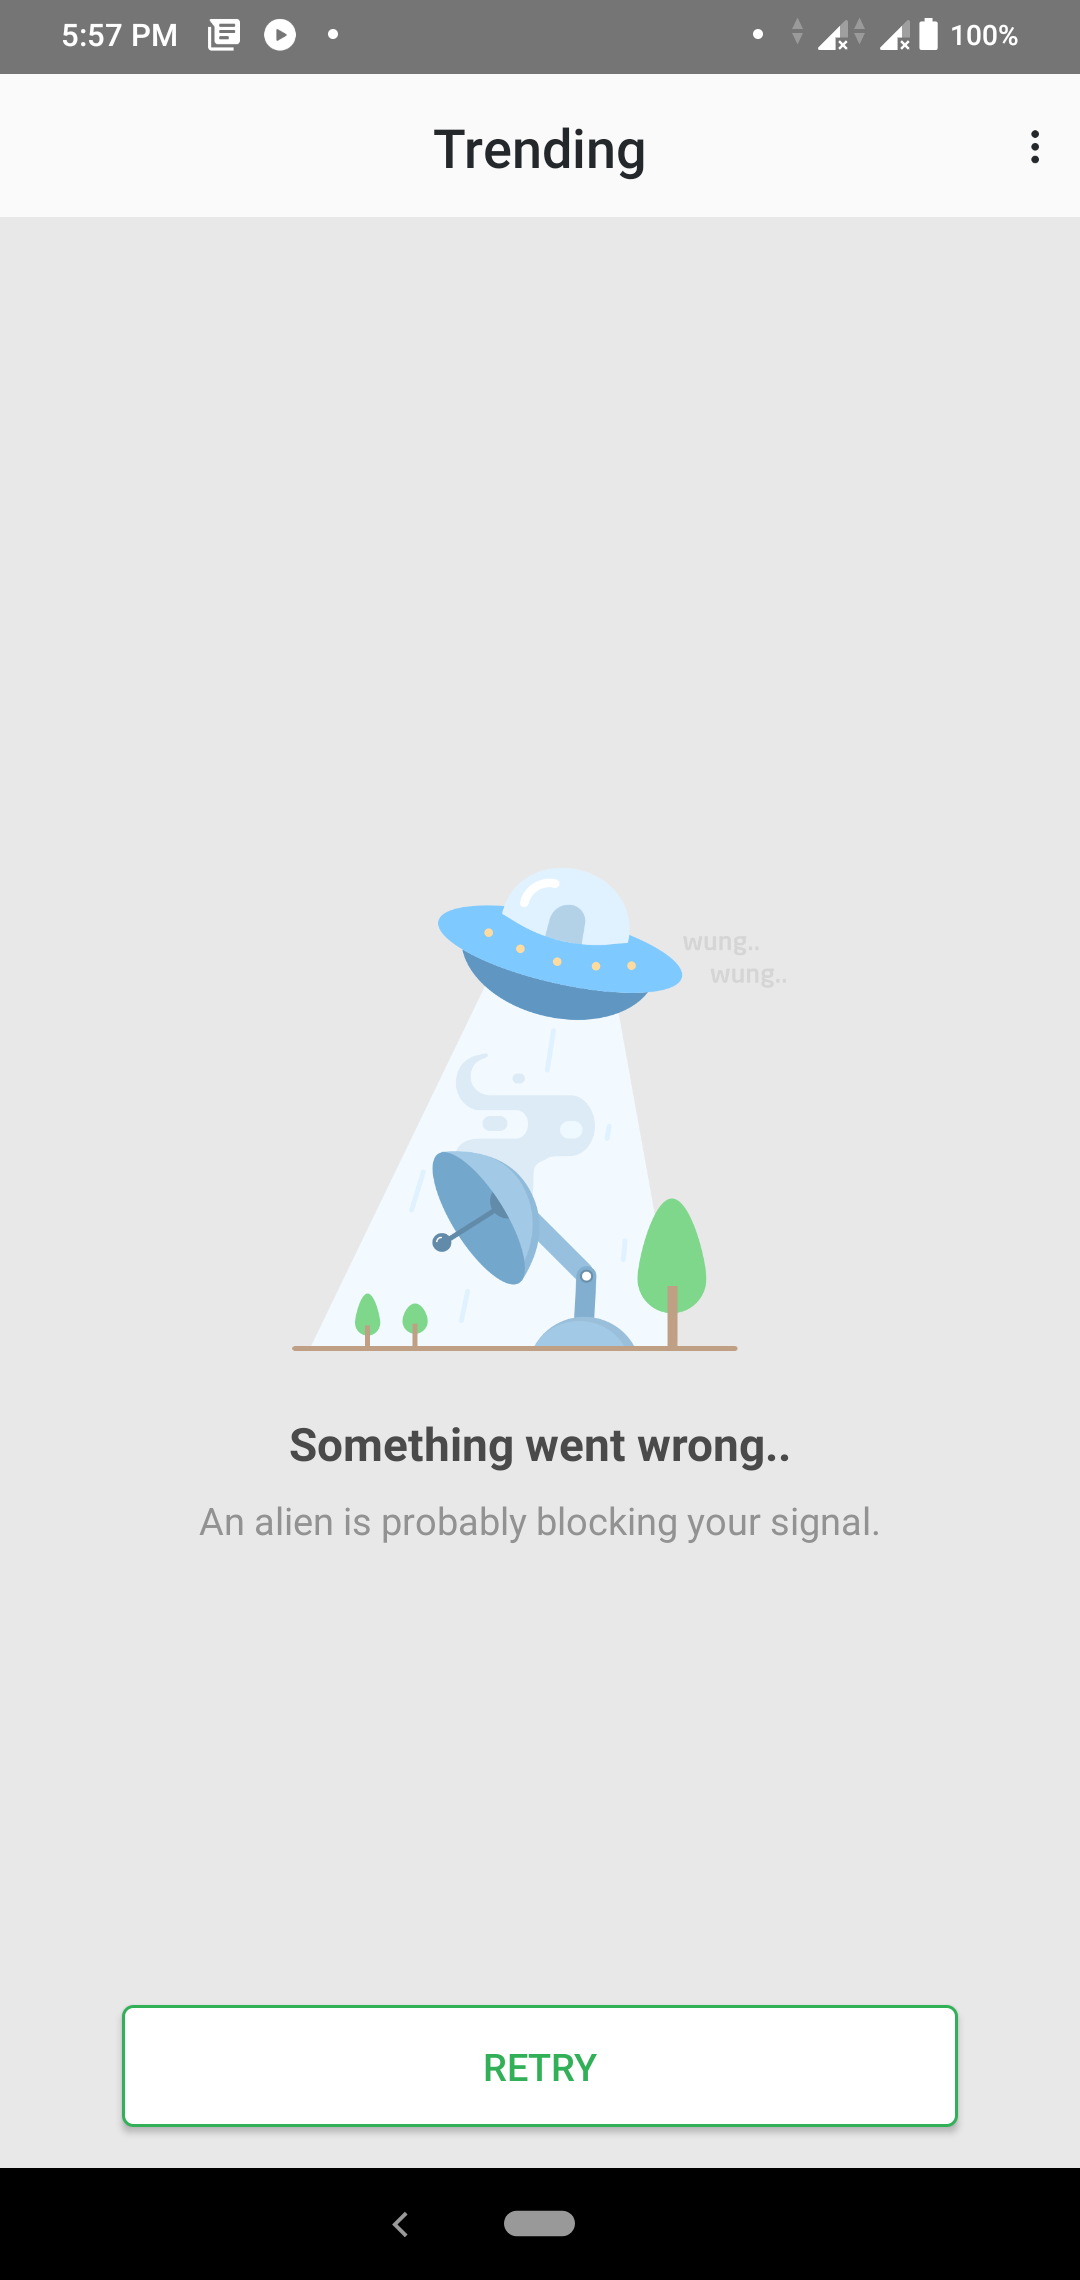 5:57 PM
100%
Trending
wung..
wung..
Something went wrong..
An alien is probably blocking your signal.
RETRY